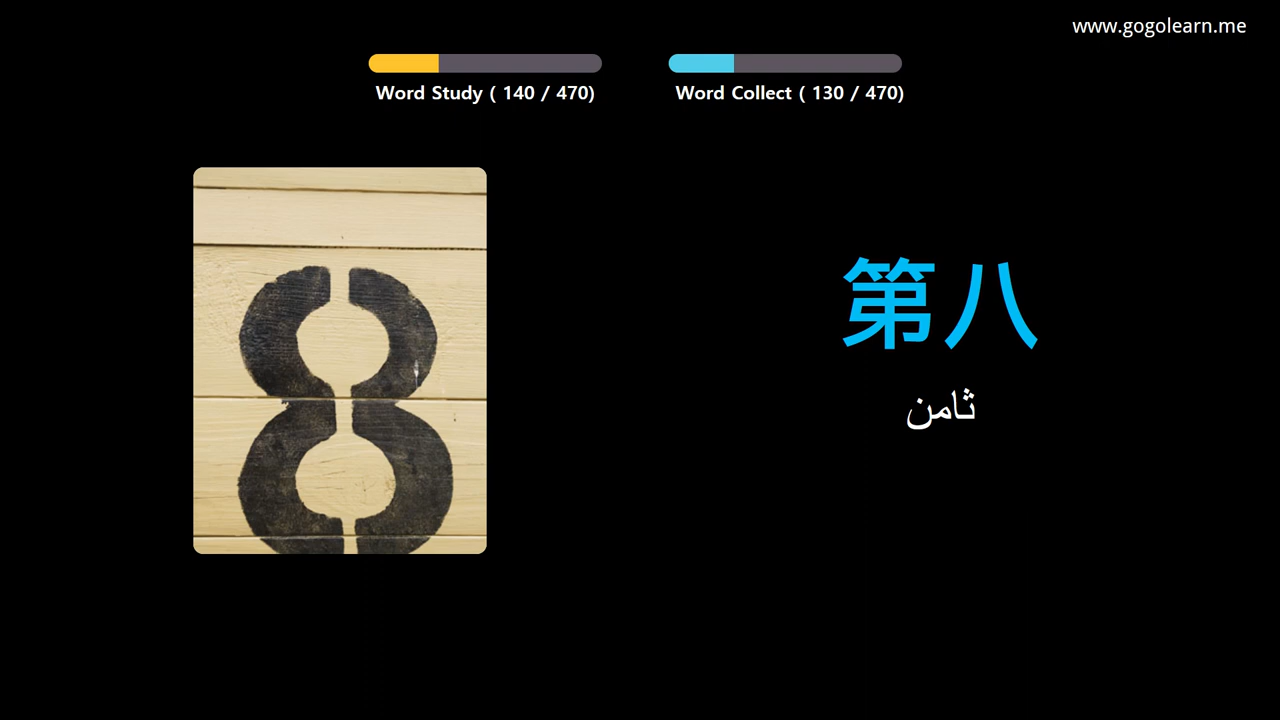 www.gogolearn.me
Word Study ( 140 / 470)
Word Collect ( 130 / 470)
8
第八
ثامن